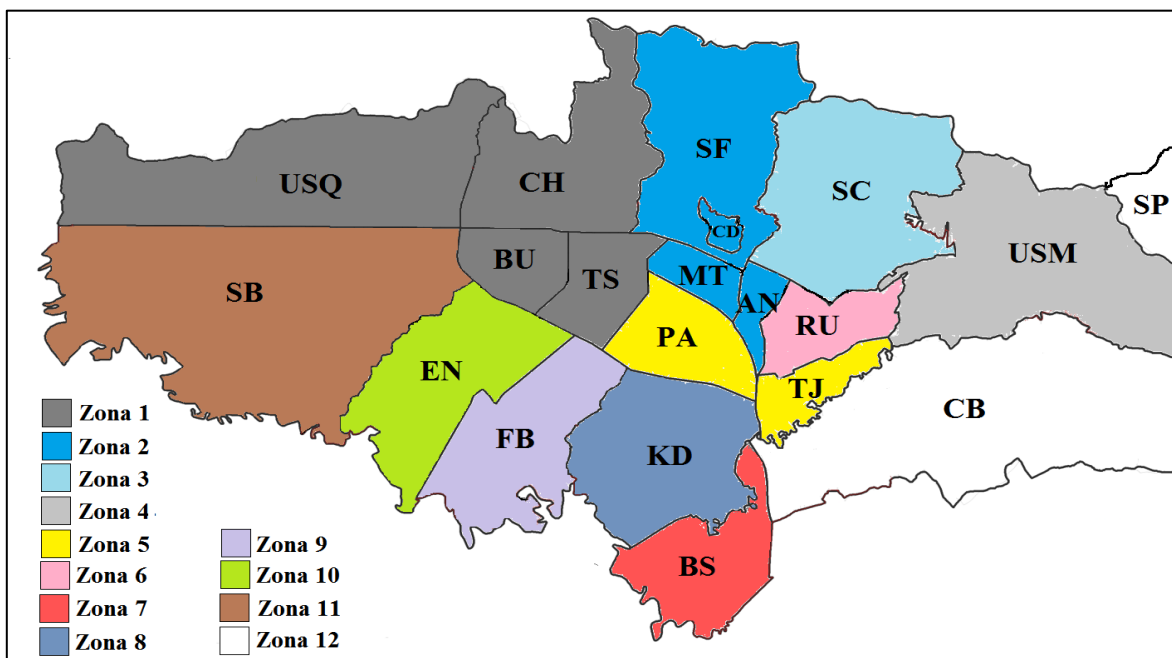 SF
SC
CH
USQ
SP
CD
USM
BU
MT
TS
SB
AN
RU
PA
EN
TJ
CB
FB
KD
BS
Zona 1
Zona 2
Zona 3
Zona 4
Zona 5
Zona 6
Zona 7
Zona 8
Zona 9
Zona 10
Zona 11
Zona 12